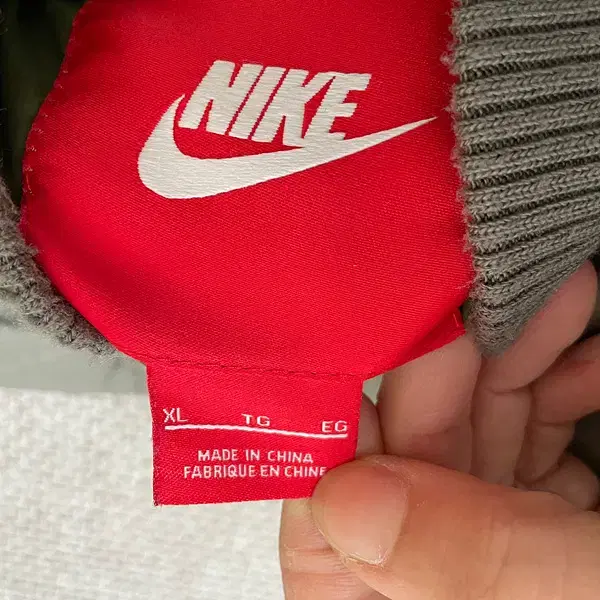 NIKE
XL TG EG
MADE IN CHINA
FABRIQUE EN CHINE